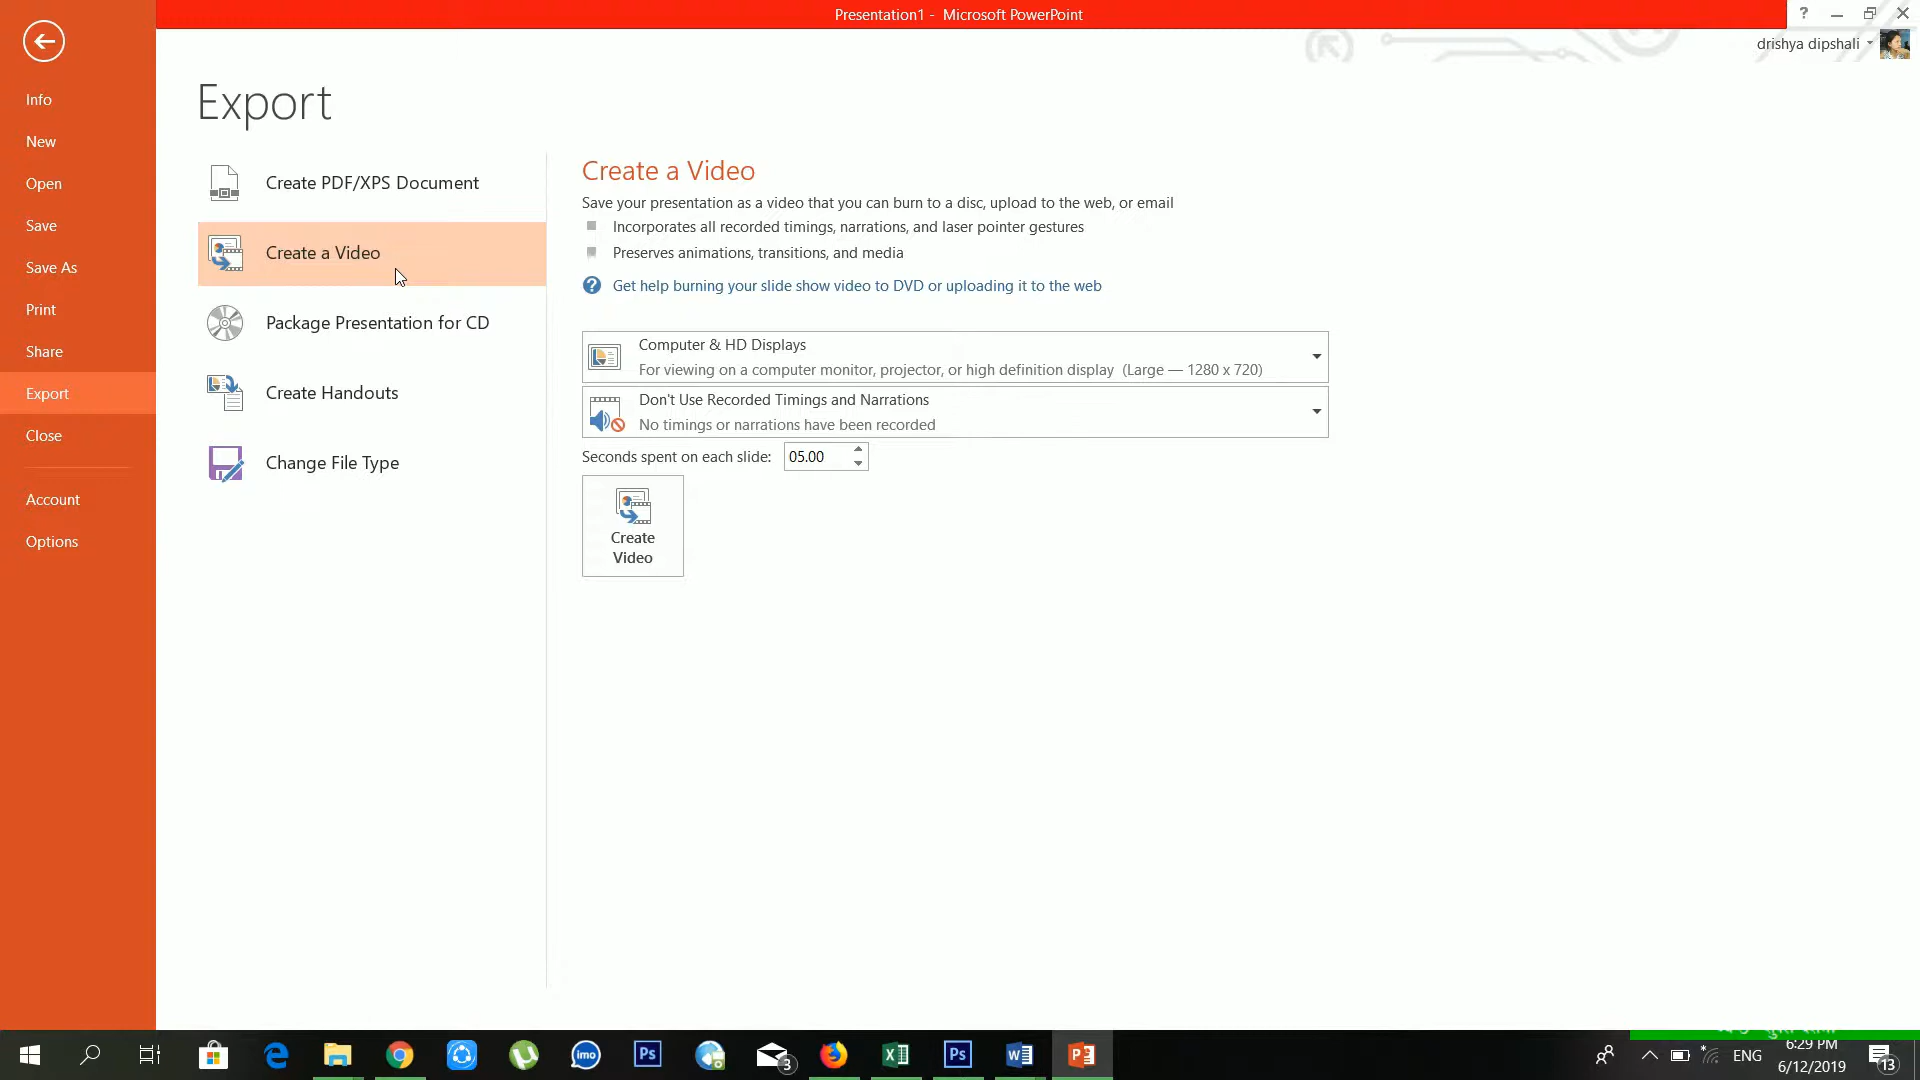 Presentation1 - Microsoft PowerPoint
?
drishya dipshali
Info
New
Open
Save
Save As
Print
Share
Export
Close
Account
Options
Export
Create PDF/XPS Document
Create a Video
Package Presentation for CD
Create Handouts
Change File Type
Create a Video
Save your presentation as a video that you can burn to a disc, upload to the web, or email
Incorporates all recorded timings, narrations, and laser pointer gestures
Preserves animations, transitions, and media
? Get help burning your slide show video to DVD or uploading it to the web
Computer & HD Displays
For viewing on a computer monitor, projector, or high definition display (Large — 1280 x 720)
Don't Use Recorded Timings and Narrations
No timings or narrations have been recorded
Seconds spent on each slide: 05.00
Create
Video
imo
Ps
3
Ps
ENG
6:29 PM
6/12/2019
13